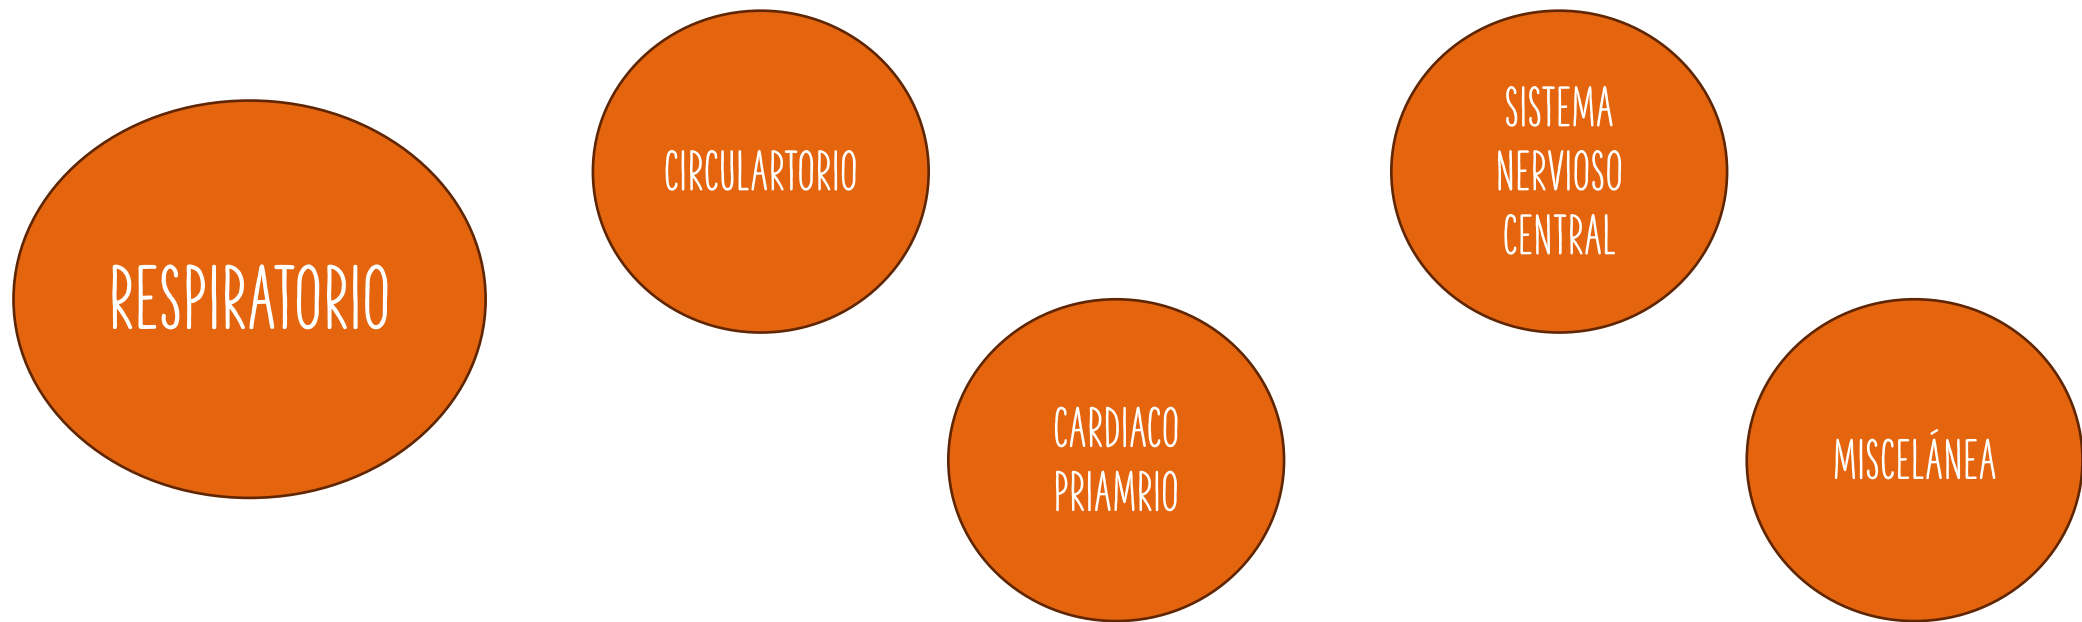 RESPIRATORIO
CIRCULARTORIO
CARDIACO
PRIAMRIO
SISTEMA
NERVIOSO
CENTRAL
MISCELÁNEA